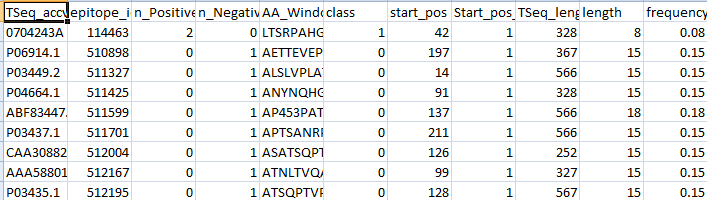 TSeq_accv epitope_i n_Positive n_Negativ AA_Windo class start_pos Start_pos_ TSeq_leng length frequency
0704243A 114463 2 0 LTSRPAHG 1 42 1 328 8 0.08
P06914.1 510898 0 1 AETTEVEP 0 197 1 367 15 0.15
P03449.2 511327 0 1 ALSLVPLA 0 14 1 566 15 0.15
P04664.1 511425 0 1 ANYNQHG 0 91 1 328 15 0.15
ABF83447. 511599 0 1 AP453PAT 0 137 1 566 18 0.18
P03437.1 511701 0 1 APTSANRF 0 211 1 566 15 0.15
CAA30882 512004 0 1 ASATSQPT 0 126 1 252 15 0.15
AAA58801 512167 0 1 ATNLTVQA 0 99 1 327 15 0.15
P03435.1 512195 0 1 ATSQPTVF 0 128 1 567 15 0.15